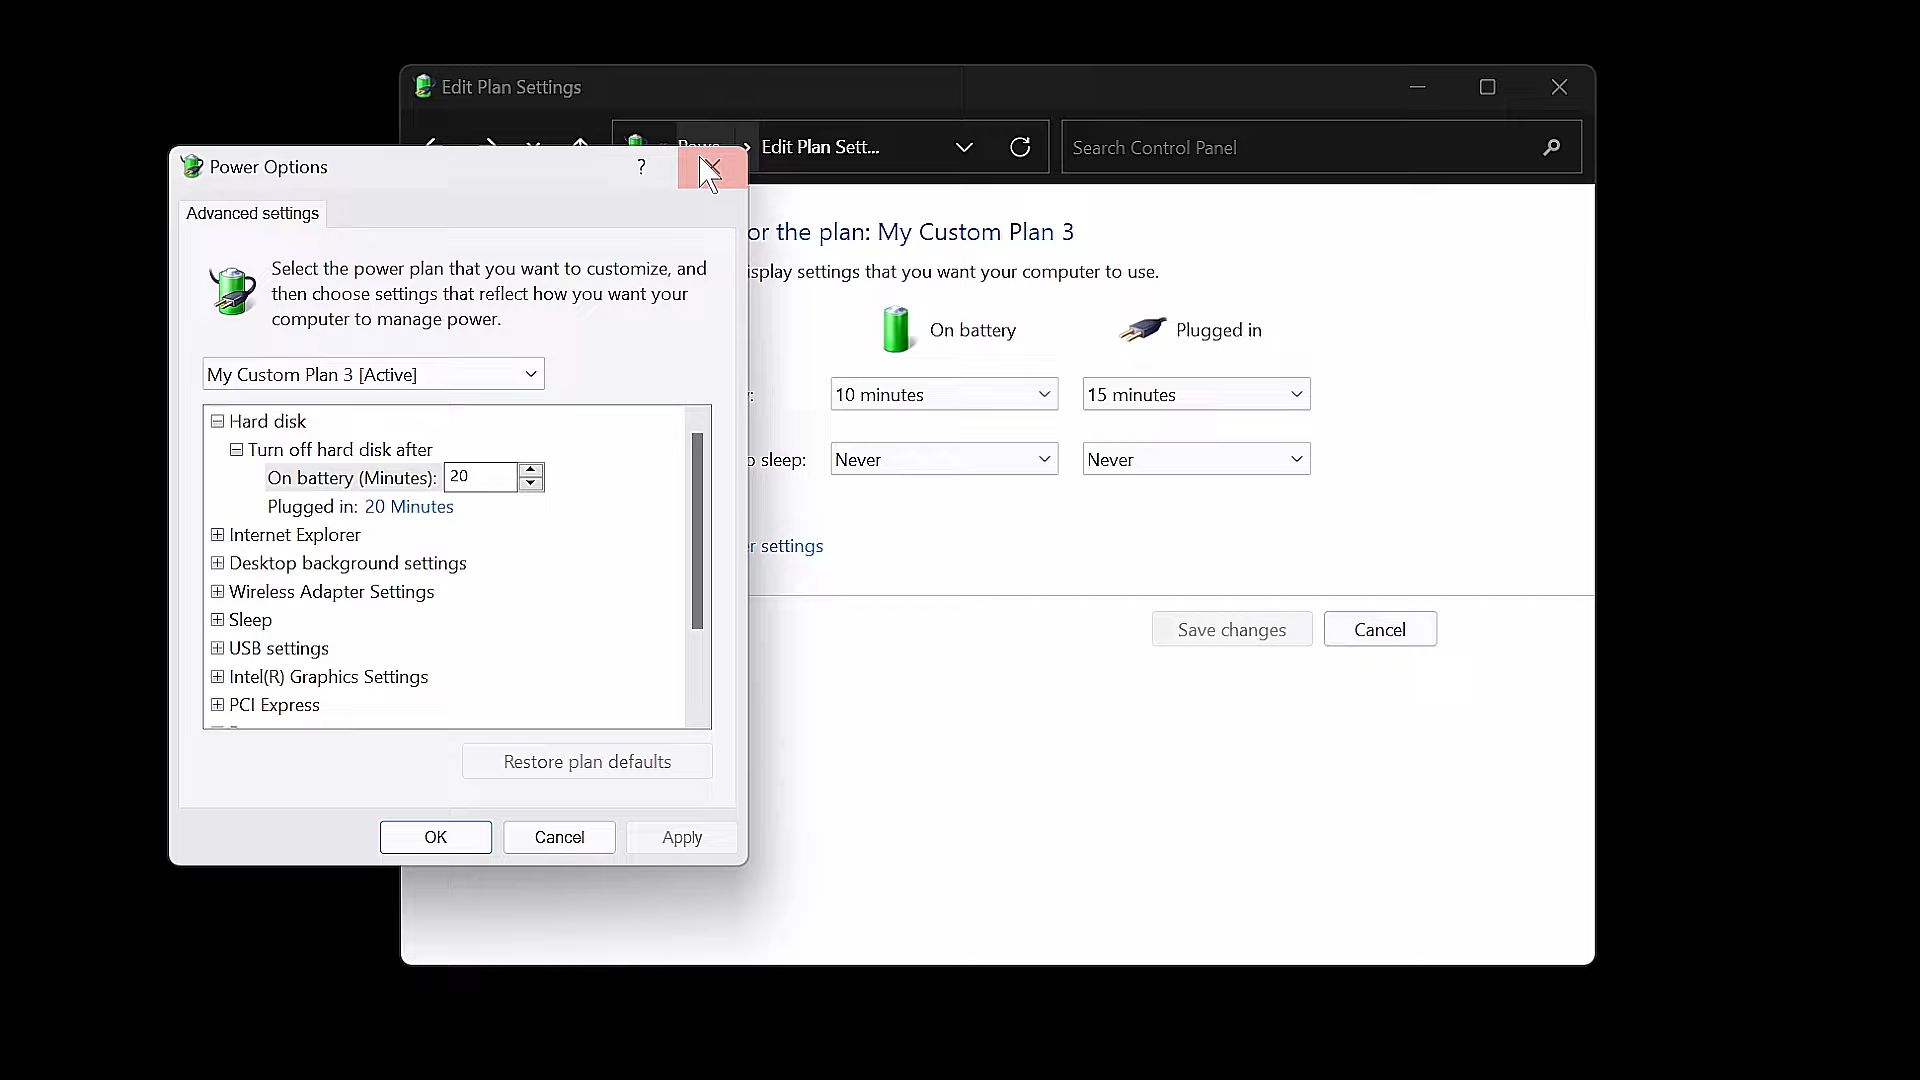 Edit Plan Settings
Edit Plan Sett...
Search Control Panel
Power Options
?
Advanced settings
Select the power plan that you want to customize, and
then choose settings that reflect how you want your
computer to manage power.
My Custom Plan 3 [Active]
Hard disk
Turn off hard disk after
On battery (Minutes): 20
Plugged in: 20 Minutes
Internet Explorer
Desktop background settings
Wireless Adapter Settings
Sleep
USB settings
Intel(R) Graphics Settings
PCI Express
Restore plan defaults
OK Cancel Apply
or the plan: My Custom Plan 3
isplay settings that you want your computer to use.
On battery Plugged in
10 minutes 15 minutes
o sleep: Never Never
r settings
Save changes Cancel